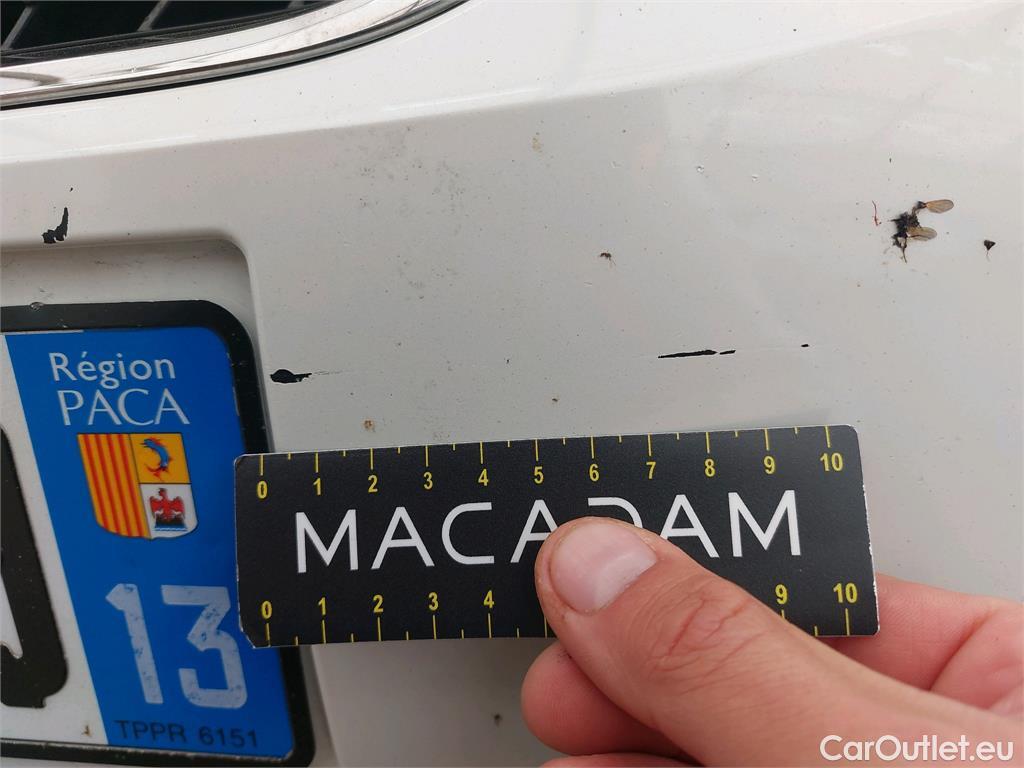 Région
PACA
13
TPPR 6151
0 1 2 3 4 5 6 7 8 9 10
MACADAM
0 1 2 3 4 9 10
CarOutlet.eu